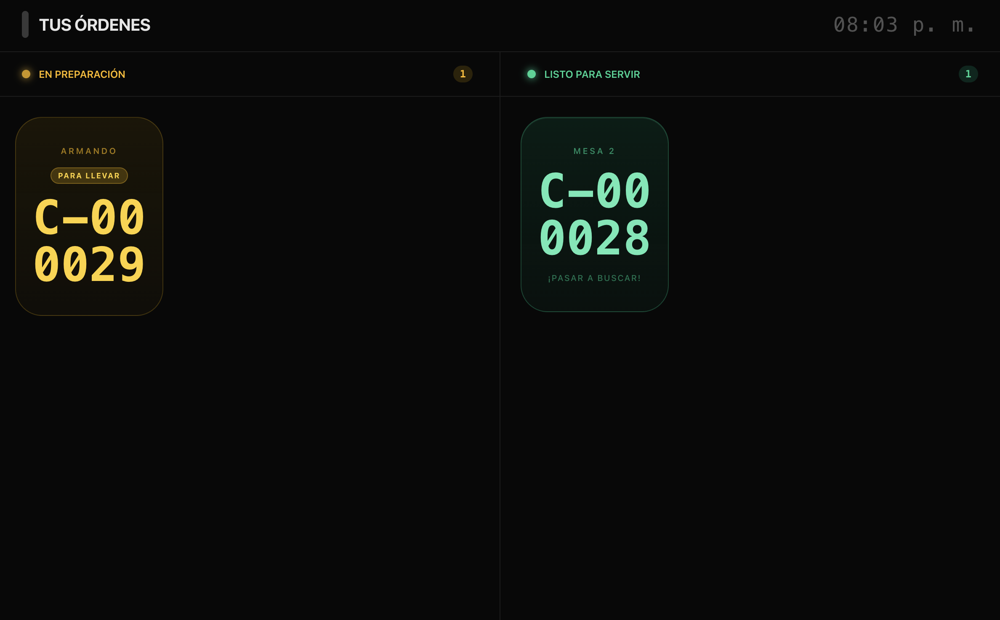 TUS ÓRDENES
08:03 p. m.
EN PREPARACIÓN
1
ARMANDO
PARA LLEVAR
C–00
0029
LISTO PARA SERVIR
1
MESA 2
C–00
0028
¡PASAR A BUSCAR!